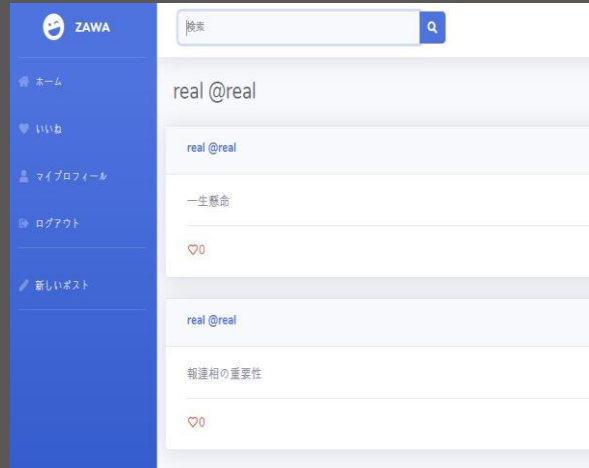 ZAWA
検索
ホーム
いいね
マイプロフィール
ログアウト
新しいポスト
real @real
real @real
一生懸命
♡0
real @real
報連相の重要性
♡0